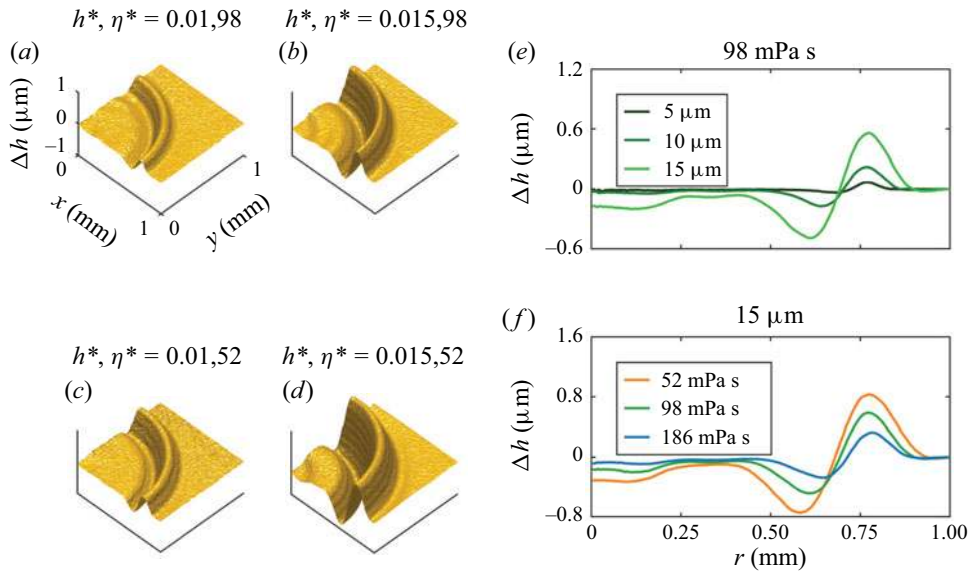 h*, η* = 0.01,98
h*, η* = 0.015,98
(a)
(b)
1
0
−1
Δh (μm)
0
x (mm)
1
0
y (mm)
1
h*, η* = 0.01,52
h*, η* = 0.015,52
(c)
(d)
(e)
98 mPa s
1.2
0.6
0
−0.6
Δh (μm)
5 μm
10 μm
15 μm
(f)
15 μm
1.6
0.8
0
−0.8
Δh (μm)
52 mPa s
98 mPa s
186 mPa s
0
0.25
0.50
0.75
1.00
r (mm)